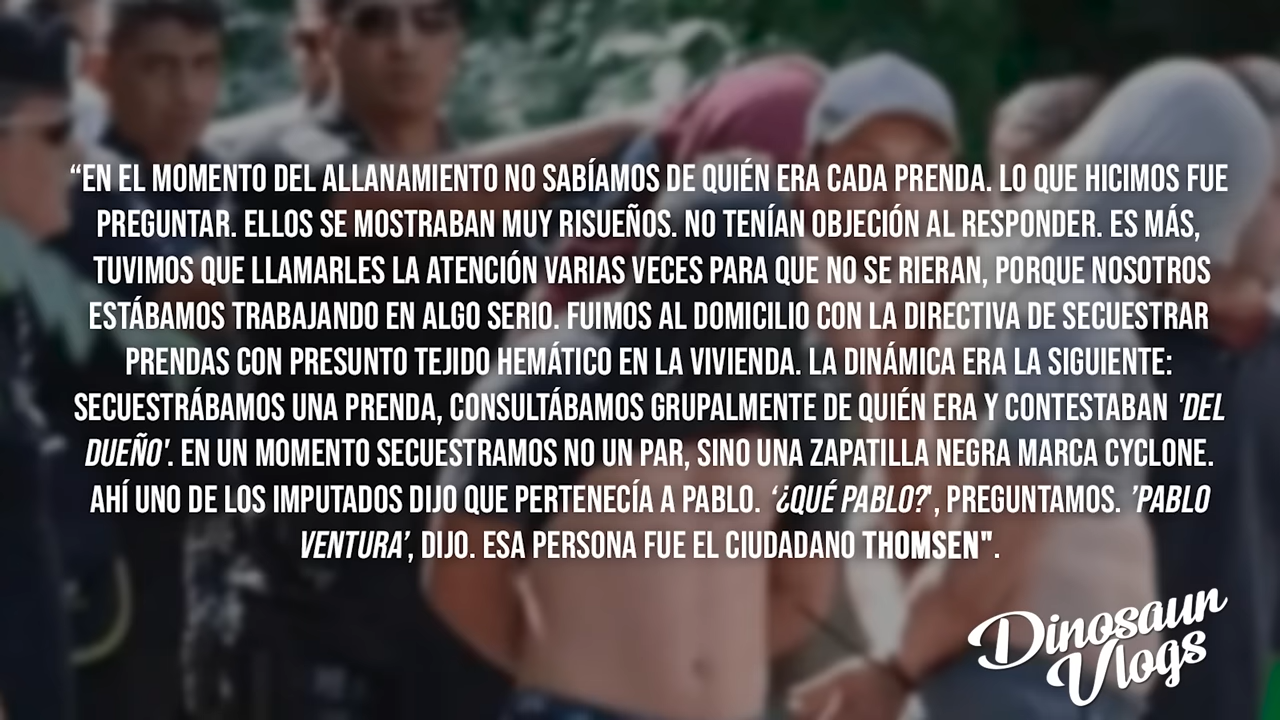 “EN EL MOMENTO DEL ALLANAMIENTO NO SABÍAMOS DE QUIÉN ERA CADA PRENDA. LO QUE HICIMOS FUE
PREGUNTAR. ELLOS SE MOSTRABAN MUY RISUEÑOS. NO TENÍAN OBJECIÓN AL RESPONDER. ES MÁS,
TUVIMOS QUE LLAMARLES LA ATENCIÓN VARIAS VECES PARA QUE NO SE RIERAN, PORQUE NOSOTROS
ESTÁBAMOS TRABAJANDO EN ALGO SERIO. FUIMOS AL DOMICILIO CON LA DIRECTIVA DE SECUESTRAR
PRENDAS CON PRESUNTO TEJIDO HEMÁTICO EN LA VIVIENDA. LA DINÁMICA ERA LA SIGUIENTE:
SECUESTRÁBAMOS UNA PRENDA, CONSULTÁBAMOS GRUPALMENTE DE QUIÉN ERA Y CONTESTABAN 'DEL
DUEÑO'. EN UN MOMENTO SECUESTRAMOS NO UN PAR, SINO UNA ZAPATILLA NEGRA MARCA CYCLONE.
AHÍ UNO DE LOS IMPUTADOS DIJO QUE PERTENECÍA A PABLO. ‘¿QUÉ PABLO?', PREGUNTAMOS. ’PABLO
VENTURA’, DIJO. ESA PERSONA FUE EL CIUDADANO THOMSEN".
Dinosaur
Vlogs